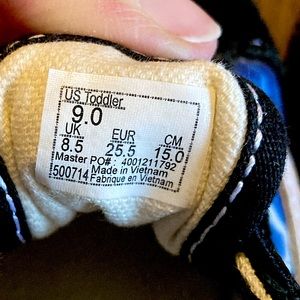 US Toddler
9.0
UK EUR CM
8.5 25.5 15.0
Master PO# : 4001211792
Made in Vietnam
500714 Fabrique en Vietnam